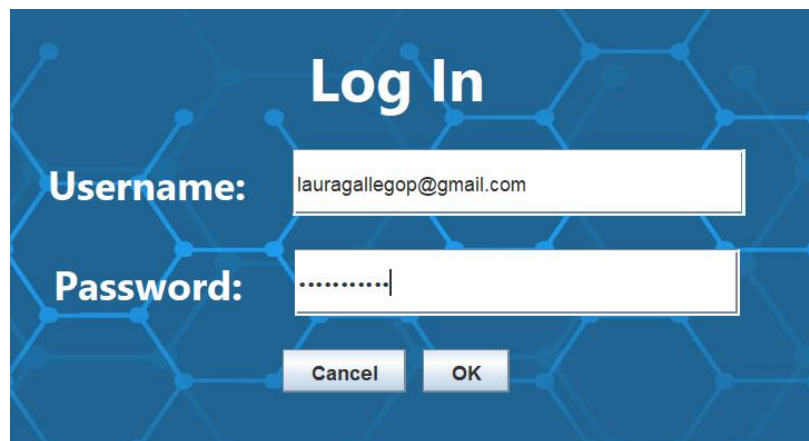 Log In
Username: lauragallegop@gmail.com
Password: •••••••••••
Cancel OK